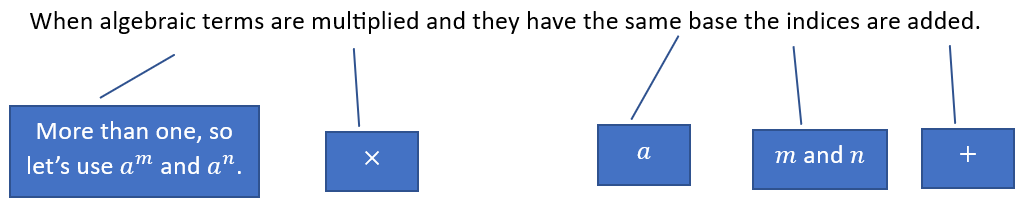 When algebraic terms are multiplied and they have the same base the indices are added.
More than one, so
let’s use 𝑎ᵐ and 𝑎ⁿ.
×
𝑎
𝑚 and 𝑛
+